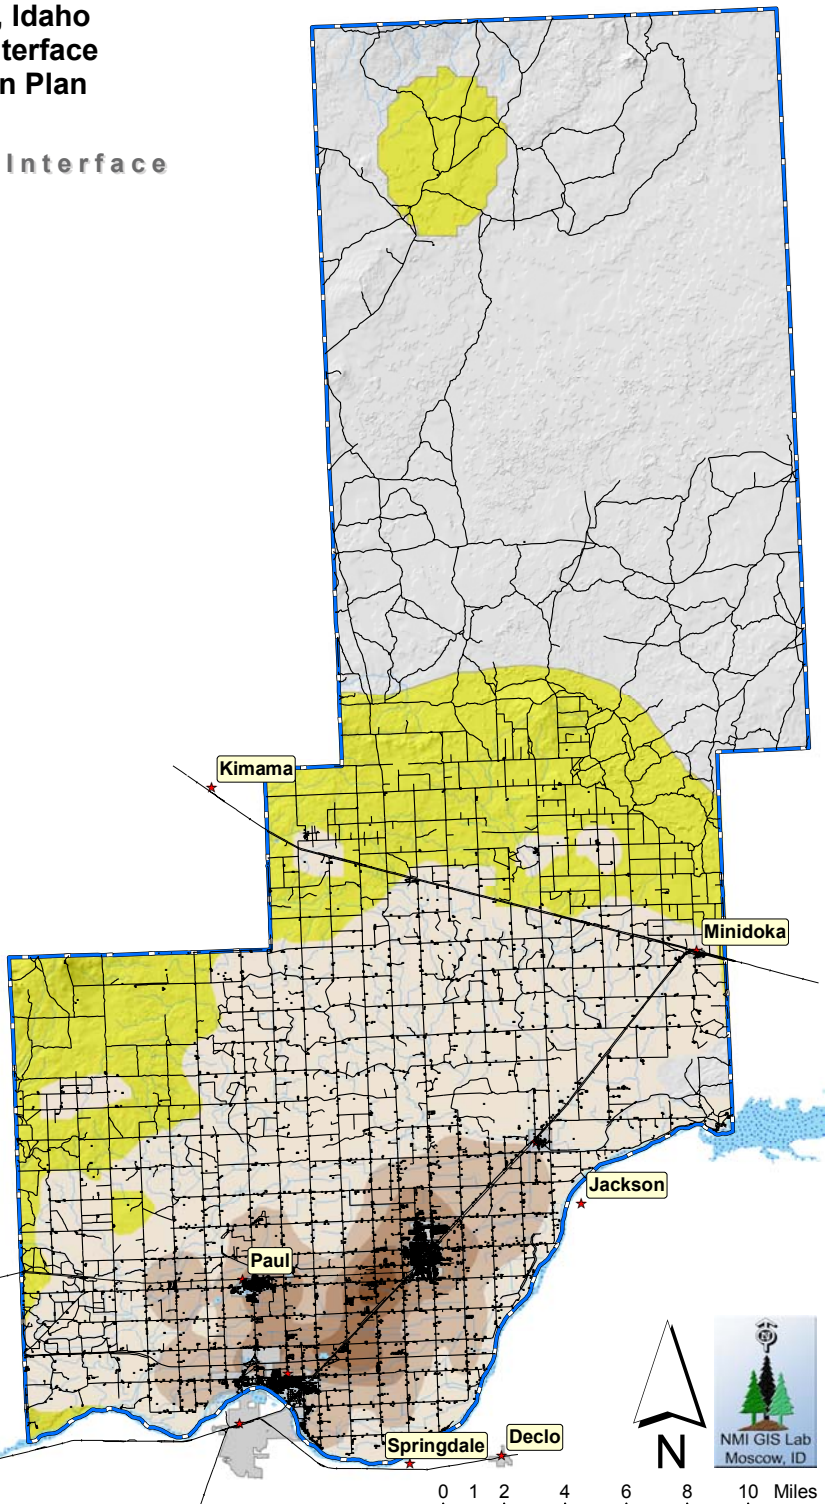 , Idaho
terface
n Plan
Interface
Kimama
Minidoka
Jackson
Paul
Springdale
Declo
N
NMI GIS Lab
Moscow, ID
0 1 2 4 6 8 10 Miles